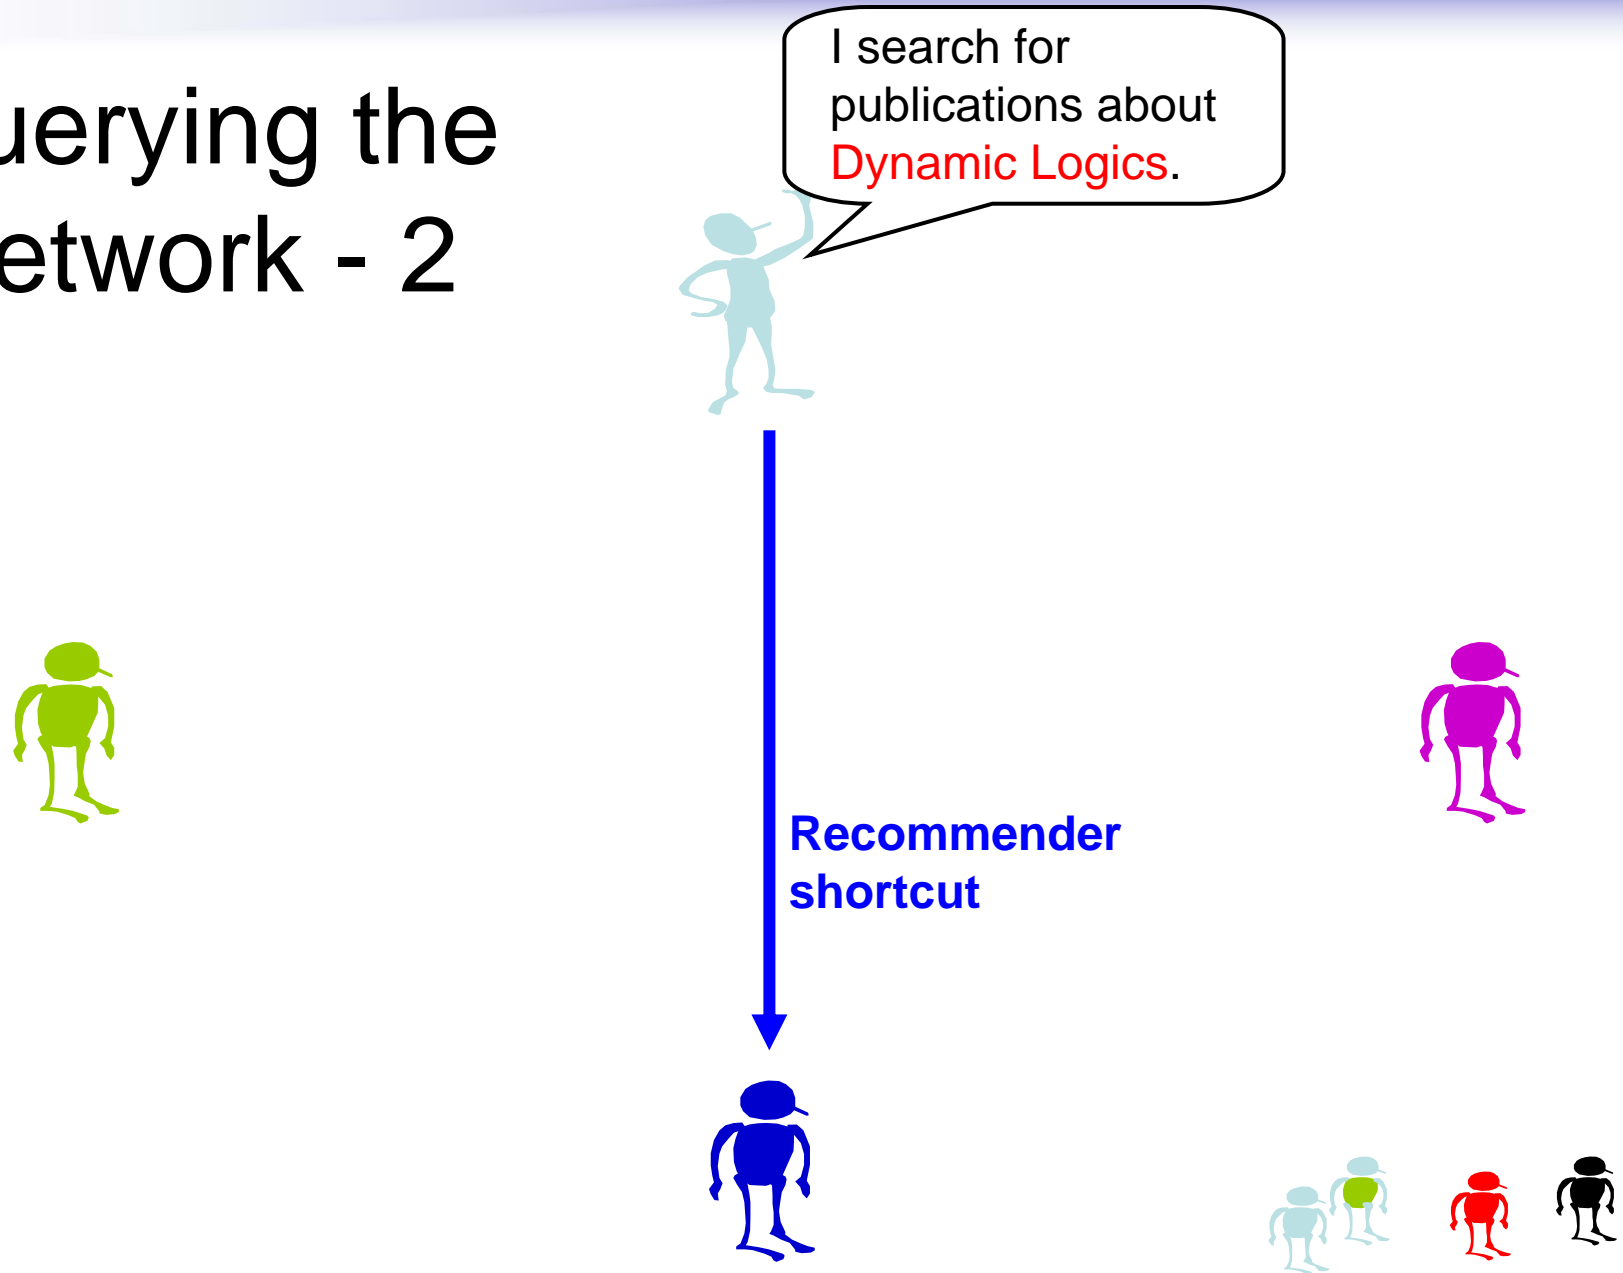 uerying the
etwork - 2
I search for
publications about
Dynamic Logics.
Recommender
shortcut